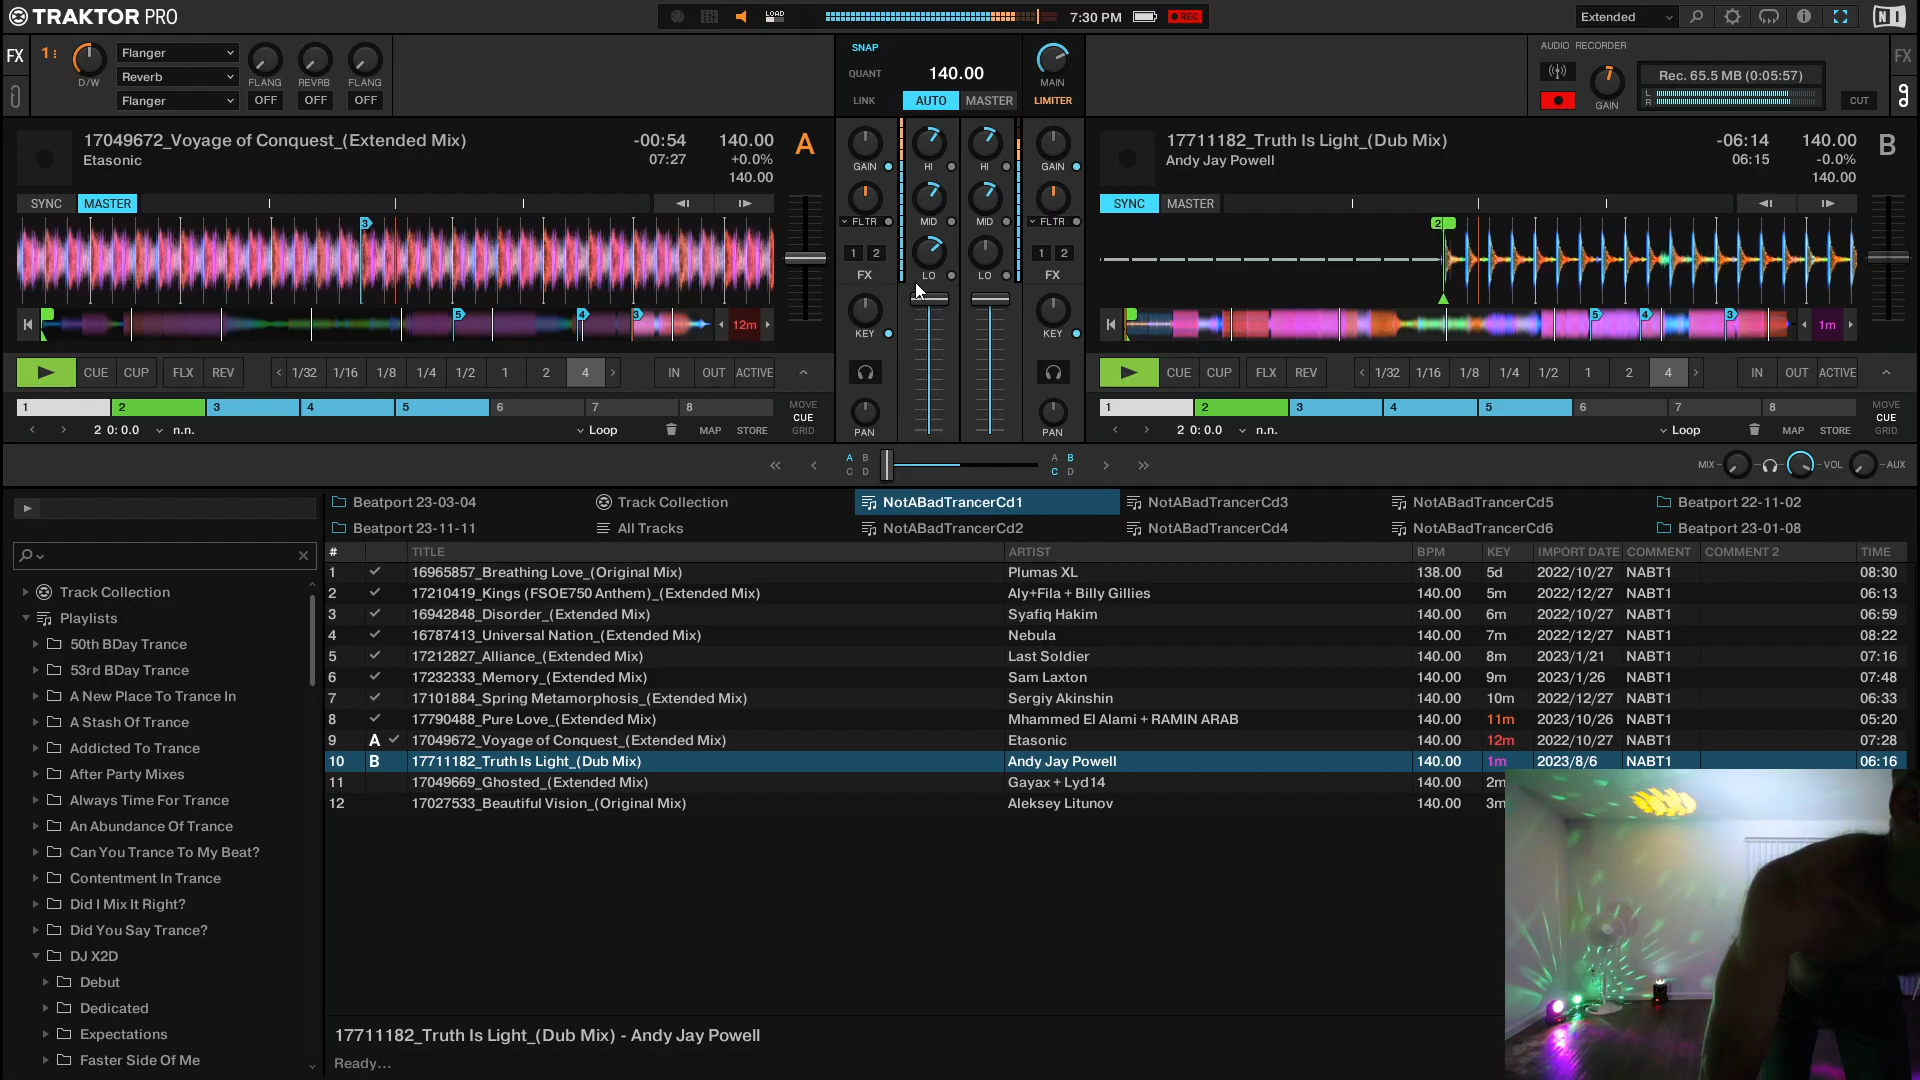 TRAKTOR PRO
LOAD
7:30 PM
REC
Extended
FX
1
D/W
Flanger
Reverb
Flanger
FLANG
REVRB
FLANG
OFF
OFF
OFF
SNAP
QUANT
140.00
LINK
AUTO
MASTER
MAIN
LIMITER
AUDIO RECORDER
GAIN
Rec. 65.5 MB (0:05:57)
L
R
CUT
FX
17049672_Voyage of Conquest_(Extended Mix)
Etasonic
-00:54
07:27
140.00
+0.0%
140.00
A
SYNC
MASTER
3
5
4
3
12m
CUE
CUP
FLX
REV
1/32
1/16
1/8
1/4
1/2
1
2
4
IN
OUT
ACTIVE
1
2
3
4
5
6
7
8
MOVE
CUE
GRID
2 0: 0.0
n.n.
Loop
MAP
STORE
GAIN
HI
HI
GAIN
FLTR
MID
MID
FLTR
1
2
LO
LO
1
2
FX
FX
KEY
KEY
PAN
PAN
17711182_Truth Is Light_(Dub Mix)
Andy Jay Powell
-06:14
06:15
140.00
-0.0%
140.00
B
SYNC
MASTER
2
5
4
3
1m
CUE
CUP
FLX
REV
1/32
1/16
1/8
1/4
1/2
1
2
4
IN
OUT
ACTIVE
1
2
3
4
5
6
7
8
MOVE
CUE
GRID
2 0: 0.0
n.n.
Loop
MAP
STORE
A B
C D
A B
C D
MIX
VOL
AUX
Beatport 23-03-04
Track Collection
NotABadTrancerCd1
NotABadTrancerCd3
NotABadTrancerCd5
Beatport 22-11-02
Beatport 23-11-11
All Tracks
NotABadTrancerCd2
NotABadTrancerCd4
NotABadTrancerCd6
Beatport 23-01-08
Track Collection
Playlists
50th BDay Trance
53rd BDay Trance
A New Place To Trance In
A Stash Of Trance
Addicted To Trance
After Party Mixes
Always Time For Trance
An Abundance Of Trance
Can You Trance To My Beat?
Contentment In Trance
Did I Mix It Right?
Did You Say Trance?
DJ X2D
Debut
Dedicated
Expectations
Faster Side Of Me
# TITLE ARTIST BPM KEY IMPORT DATE COMMENT COMMENT 2 TIME
1 16965857_Breathing Love_(Original Mix) Plumas XL 138.00 5d 2022/10/27 NABT1 08:30
2 17210419_Kings (FSOE750 Anthem)_(Extended Mix) Aly+Fila + Billy Gillies 140.00 5m 2022/12/27 NABT1 06:13
3 16942848_Disorder_(Extended Mix) Syafiq Hakim 140.00 6m 2022/10/27 NABT1 06:59
4 16787413_Universal Nation_(Extended Mix) Nebula 140.00 7m 2022/12/27 NABT1 08:22
5 17212827_Alliance_(Extended Mix) Last Soldier 140.00 8m 2023/1/21 NABT1 07:16
6 17232333_Memory_(Extended Mix) Sam Laxton 140.00 9m 2023/1/26 NABT1 07:48
7 17101884_Spring Metamorphosis_(Extended Mix) Sergiy Akinshin 140.00 10m 2022/12/27 NABT1 06:33
8 17790488_Pure Love_(Extended Mix) Mhammed El Alami + RAMIN ARAB 140.00 11m 2023/10/26 NABT1 05:20
9 A 17049672_Voyage of Conquest_(Extended Mix) Etasonic 140.00 12m 2022/10/27 NABT1 07:28
10 B 17711182_Truth Is Light_(Dub Mix) Andy Jay Powell 140.00 1m 2023/8/6 NABT1 06:16
11 17049669_Ghosted_(Extended Mix) Gayax + Lyd14 140.00 2m
12 17027533_Beautiful Vision_(Original Mix) Aleksey Litunov 140.00 3m
17711182_Truth Is Light_(Dub Mix) - Andy Jay Powell
Ready...